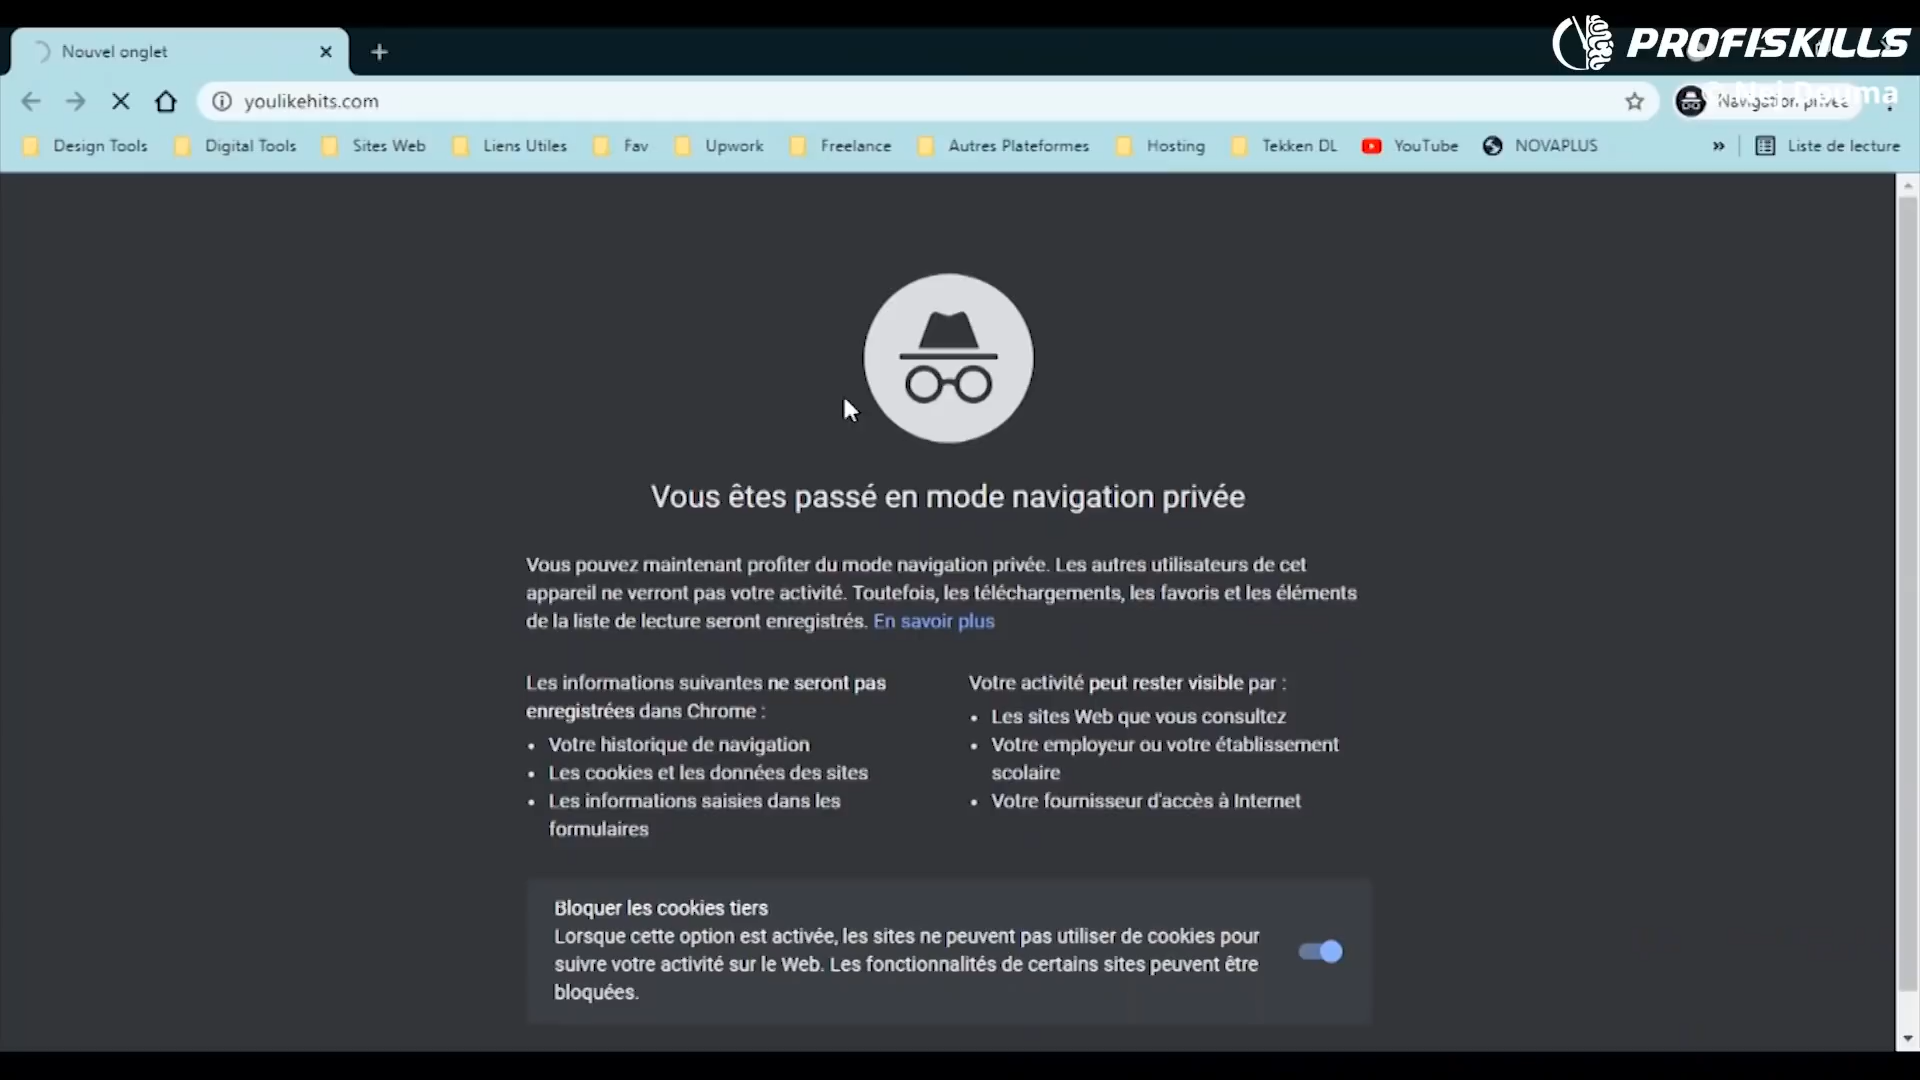 PROFISKILLS
Nouvel onglet
youlikehits.com
Navigation privée
Design Tools
Digital Tools
Sites Web
Liens Utiles
Fav
Upwork
Freelance
Autres Plateformes
Hosting
Tekken DL
YouTube
NOVAPLUS
»
Liste de lecture
Vous êtes passé en mode navigation privée
Vous pouvez maintenant profiter du mode navigation privée. Les autres utilisateurs de cet
appareil ne verront pas votre activité. Toutefois, les téléchargements, les favoris et les éléments
de la liste de lecture seront enregistrés. En savoir plus
Les informations suivantes ne seront pas
enregistrées dans Chrome :
• Votre historique de navigation
• Les cookies et les données des sites
• Les informations saisies dans les
formulaires
Votre activité peut rester visible par :
• Les sites Web que vous consultez
• Votre employeur ou votre établissement
scolaire
• Votre fournisseur d'accès à Internet
Bloquer les cookies tiers
Lorsque cette option est activée, les sites ne peuvent pas utiliser de cookies pour
suivre votre activité sur le Web. Les fonctionnalités de certains sites peuvent être
bloquées.